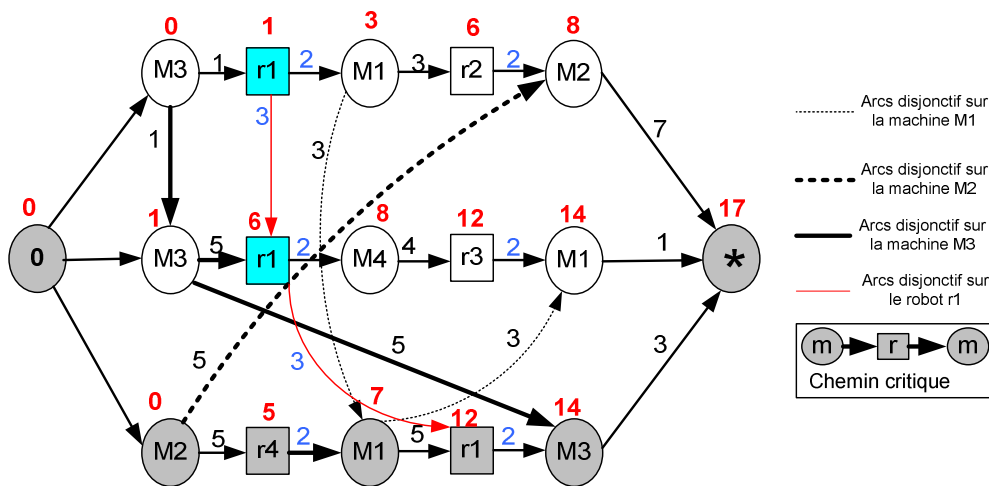 0 1 3 6 8
M3 1 r1 2 M1 3 r2 2 M2
3
1 3 7
Arcs disjonctif sur
la machine M1
Arcs disjonctif sur
la machine M2
0 1 6 8 12 14 17
0 M3 5 r1 2 M4 4 r3 2 M1 1 *
Arcs disjonctif sur
la machine M3
Arcs disjonctif sur
le robot r1
5 3 5 3 3
m r m
Chemin critique
0 5 7 12 14
M2 5 r4 2 M1 5 r1 2 M3